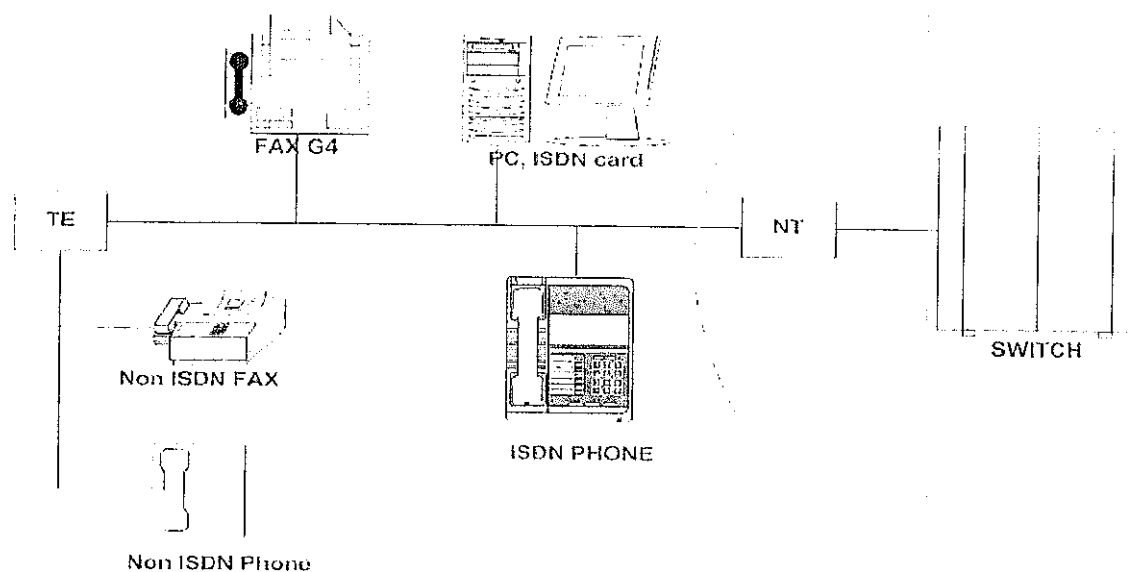 FAX G4
PC, ISDN card
TE
NT
Non ISDN FAX
SWITCH
ISDN PHONE
Non ISDN Phone